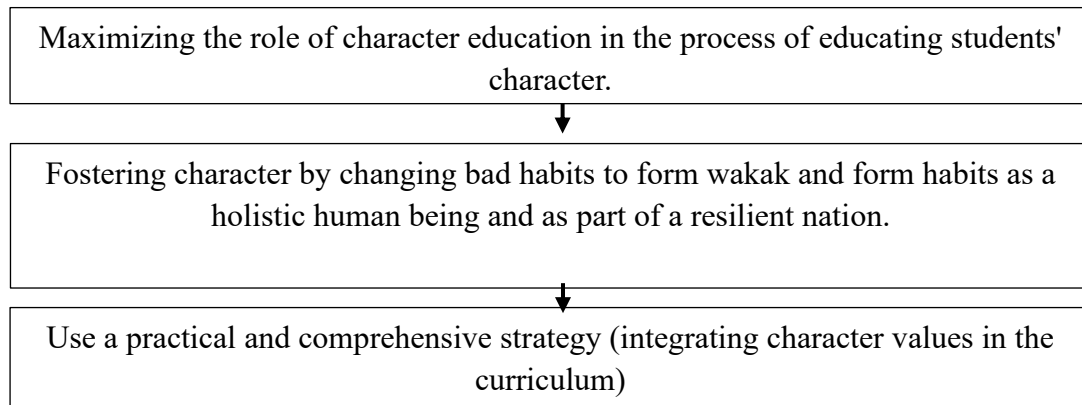 Maximizing the role of character education in the process of educating students'
character.
Fostering character by changing bad habits to form wakak and form habits as a
holistic human being and as part of a resilient nation.
Use a practical and comprehensive strategy (integrating character values in the
curriculum)